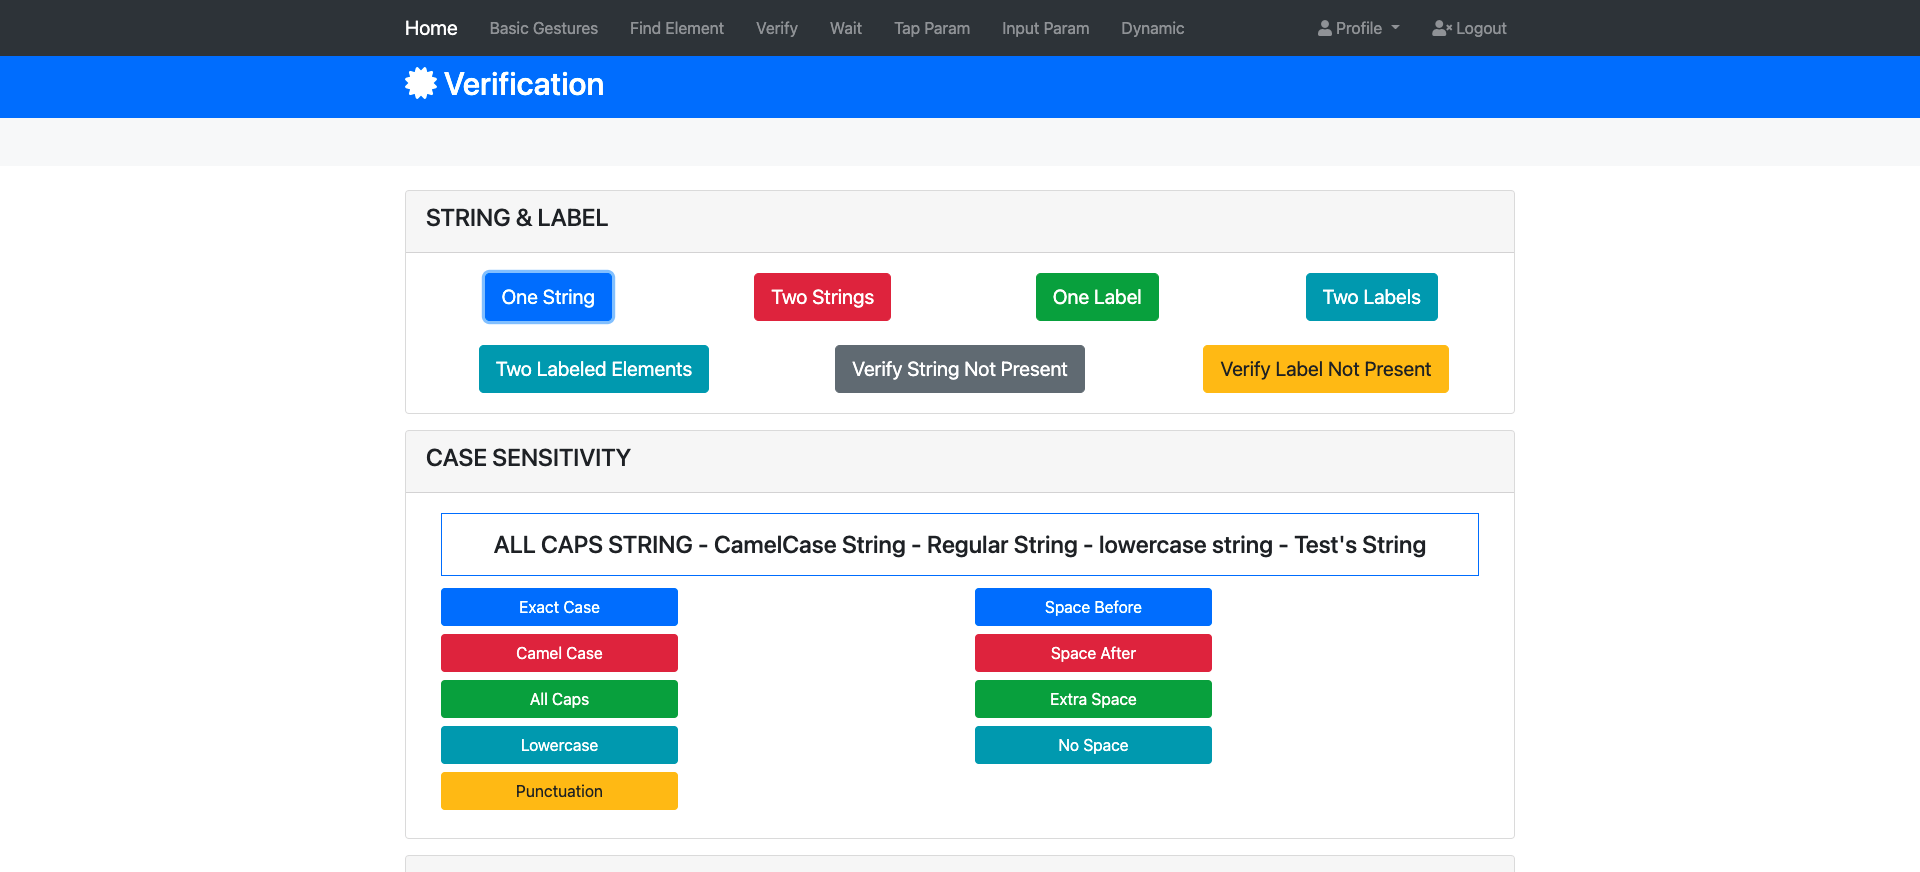 Home Basic Gestures Find Element Verify Wait Tap Param Input Param Dynamic Profile Logout
Verification
STRING & LABEL
One String Two Strings One Label Two Labels
Two Labeled Elements Verify String Not Present Verify Label Not Present
CASE SENSITIVITY
ALL CAPS STRING - CamelCase String - Regular String - lowercase string - Test's String
Exact Case Space Before
Camel Case Space After
All Caps Extra Space
Lowercase No Space
Punctuation